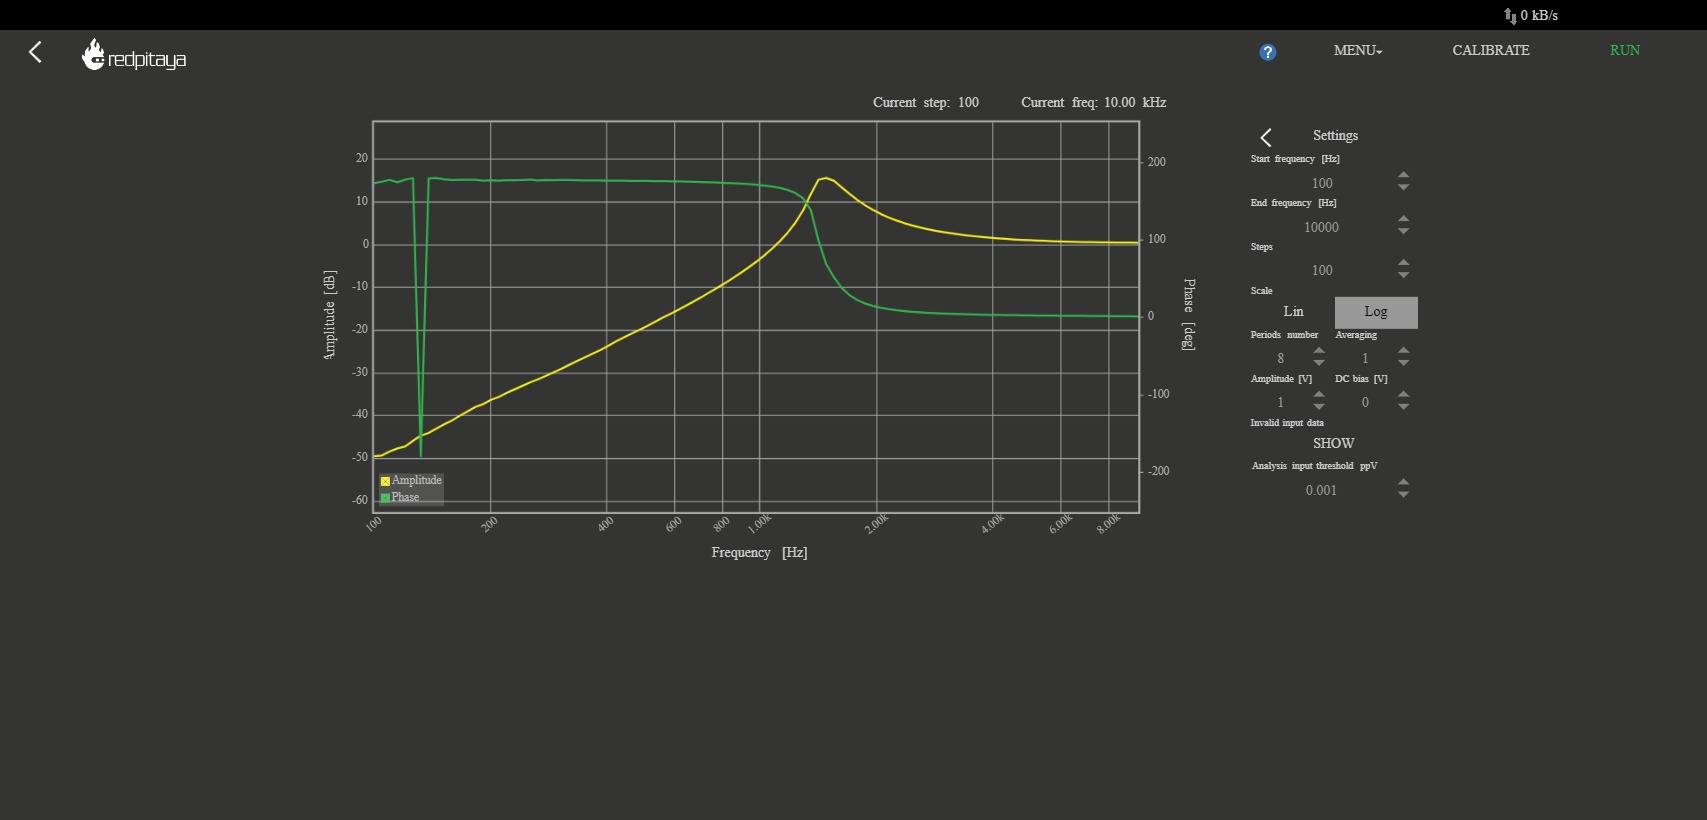 0 kB/s
redpitaya
?
MENU
CALIBRATE
RUN
Current step: 100 Current freq: 10.00 kHz
Amplitude [dB]
20
10
0
-10
-20
-30
-40
-50
-60
200
100
0
-100
-200
Phase [deg]
Amplitude
Phase
100 200 400 600 800 1.00k 2.00k 4.00k 6.00k 8.00k
Frequency [Hz]
Settings
Start frequency [Hz]
100
End frequency [Hz]
10000
Steps
100
Scale
Lin Log
Periods number Averaging
8 1
Amplitude [V] DC bias [V]
1 0
Invalid input data
SHOW
Analysis input threshold ppV
0.001